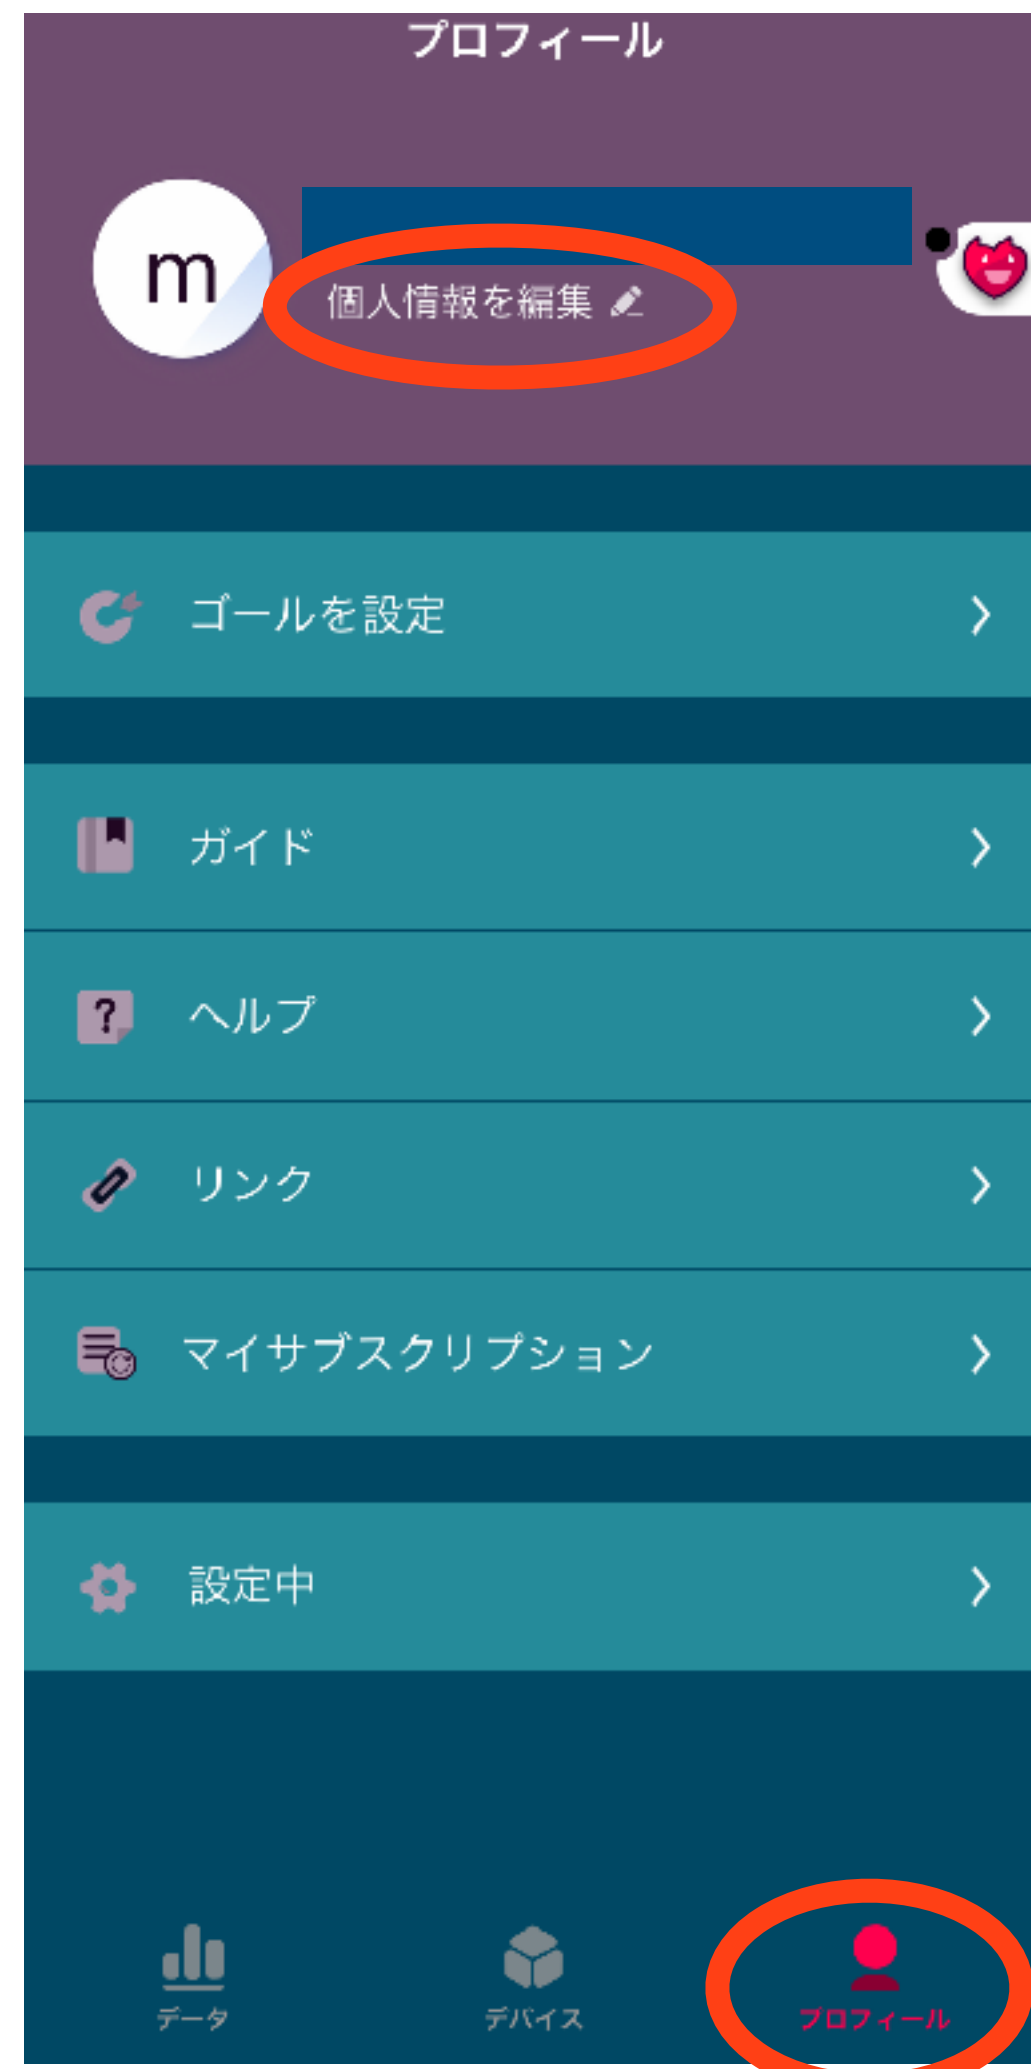 プロフィール
m
個人情報を編集
ゴールを設定
ガイド
?
ヘルプ
リンク
マイサブスクリプション
設定中
データ
デバイス
プロフィール